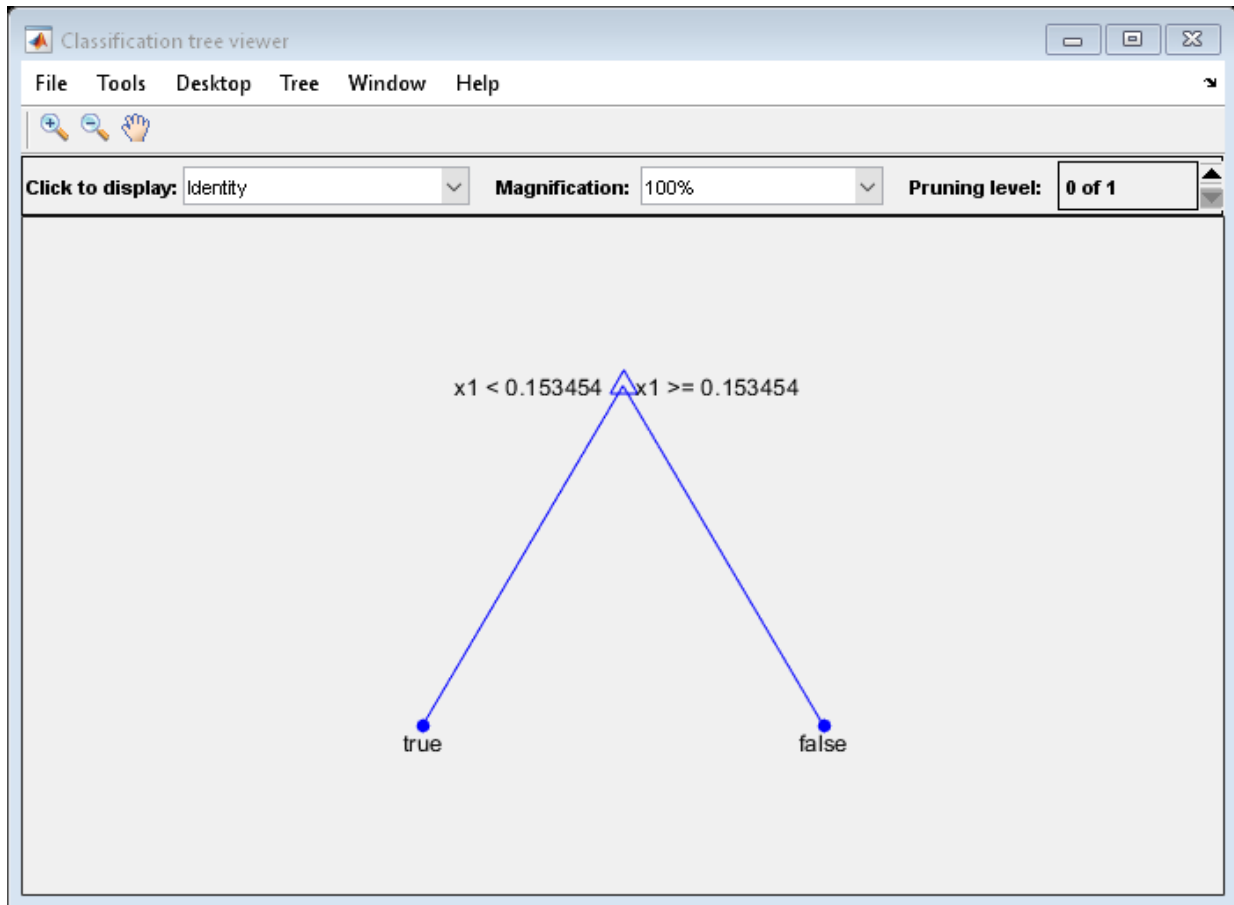 Classification tree viewer
File Tools Desktop Tree Window Help
Click to display: Identity Magnification: 100% Pruning level: 0 of 1
x1 < 0.153454 x1 >= 0.153454
true false